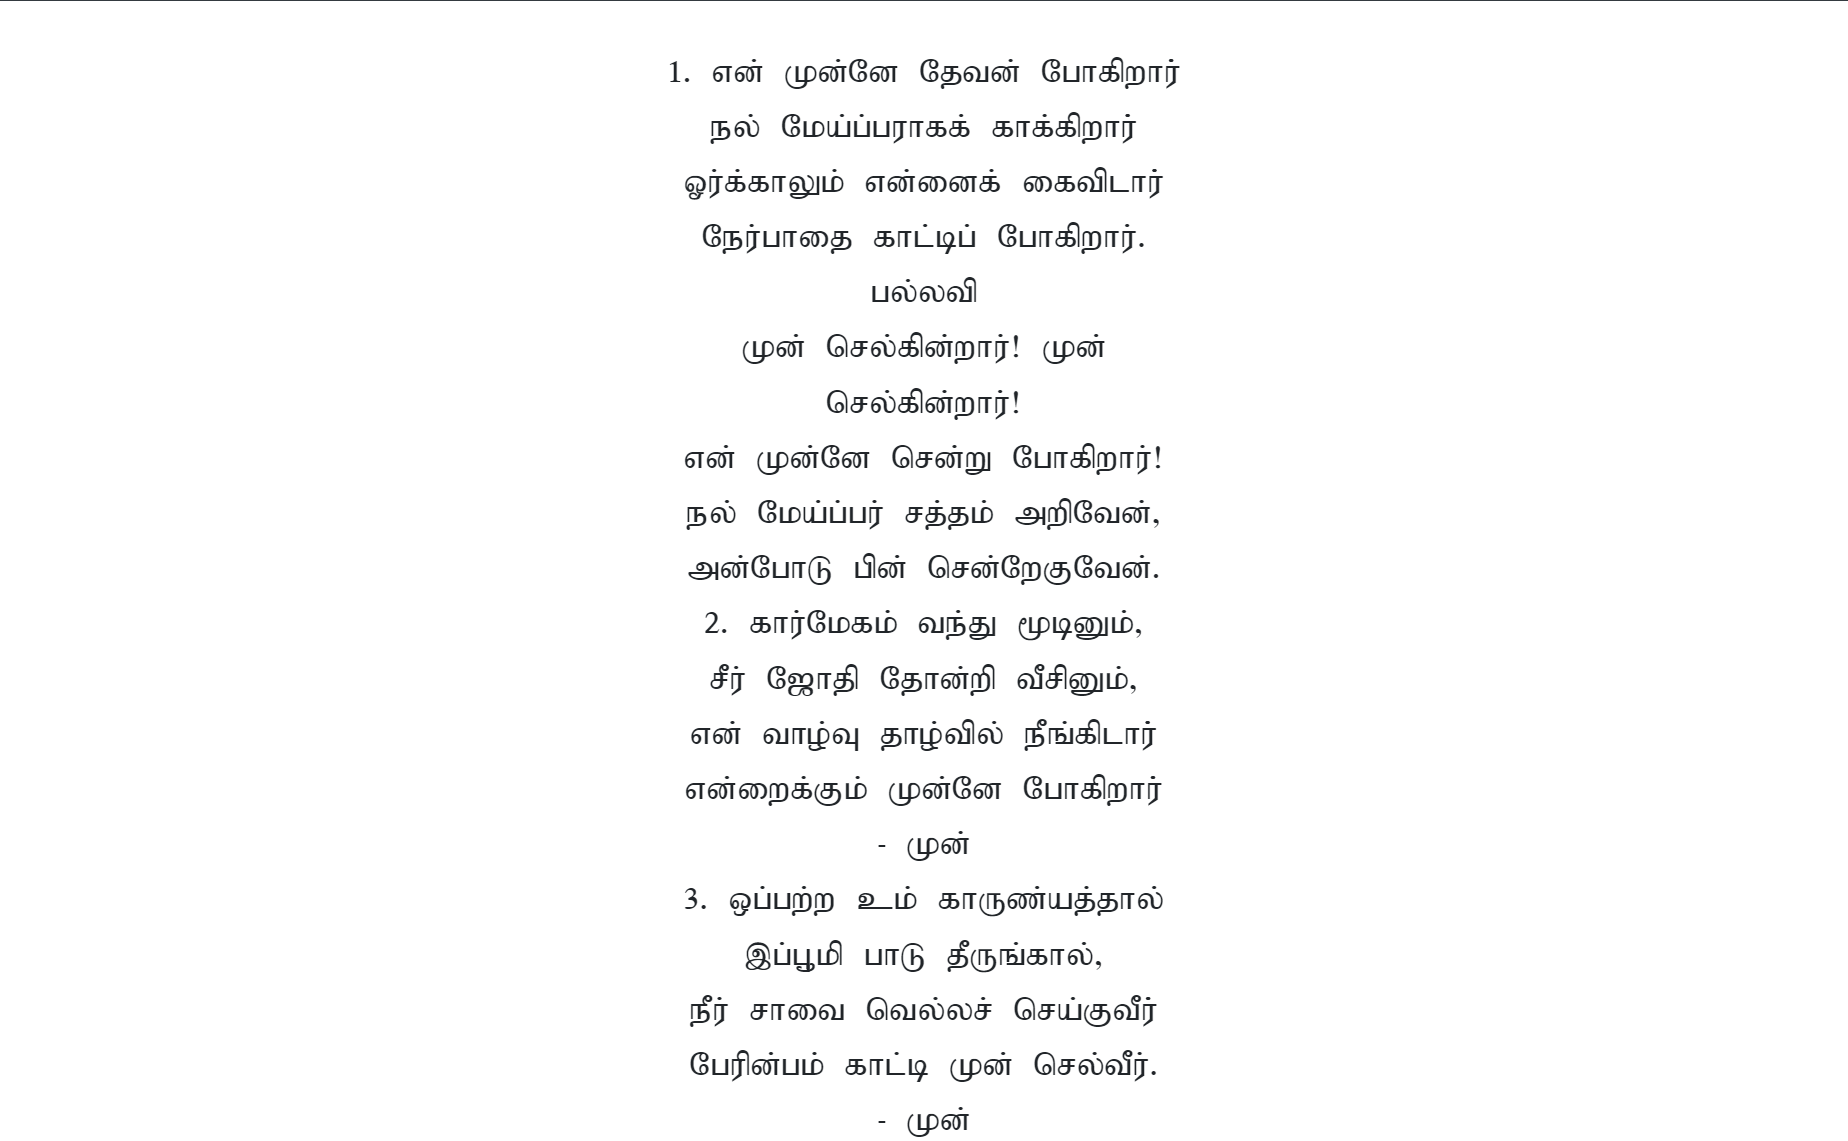 1. என் முன்னே தேவன் போகிறார்
நல் மேய்ப்பராகக் காக்கிறார்
ஓர்க்காலும் என்னைக் கைவிடார்
நேர்பாதை காட்டிப் போகிறார்.
பல்லவி
முன் செல்கின்றார்! முன்
செல்கின்றார்!
என் முன்னே சென்று போகிறார்!
நல் மேய்ப்பர் சத்தம் அறிவேன்,
அன்போடு பின் சென்றேகுவேன்.
2. கார்மேகம் வந்து மூடினும்,
சீர் ஜோதி தோன்றி வீசினும்,
என் வாழ்வு தாழ்வில் நீங்கிடார்
என்றைக்கும் முன்னே போகிறார்
- முன்
3. ஒப்பற்ற உம் காருண்யத்தால்
இப்பூமி பாடு தீருங்கால்,
நீர் சாவை வெல்லச் செய்குவீர்
பேரின்பம் காட்டி முன் செல்வீர்.
- முன்